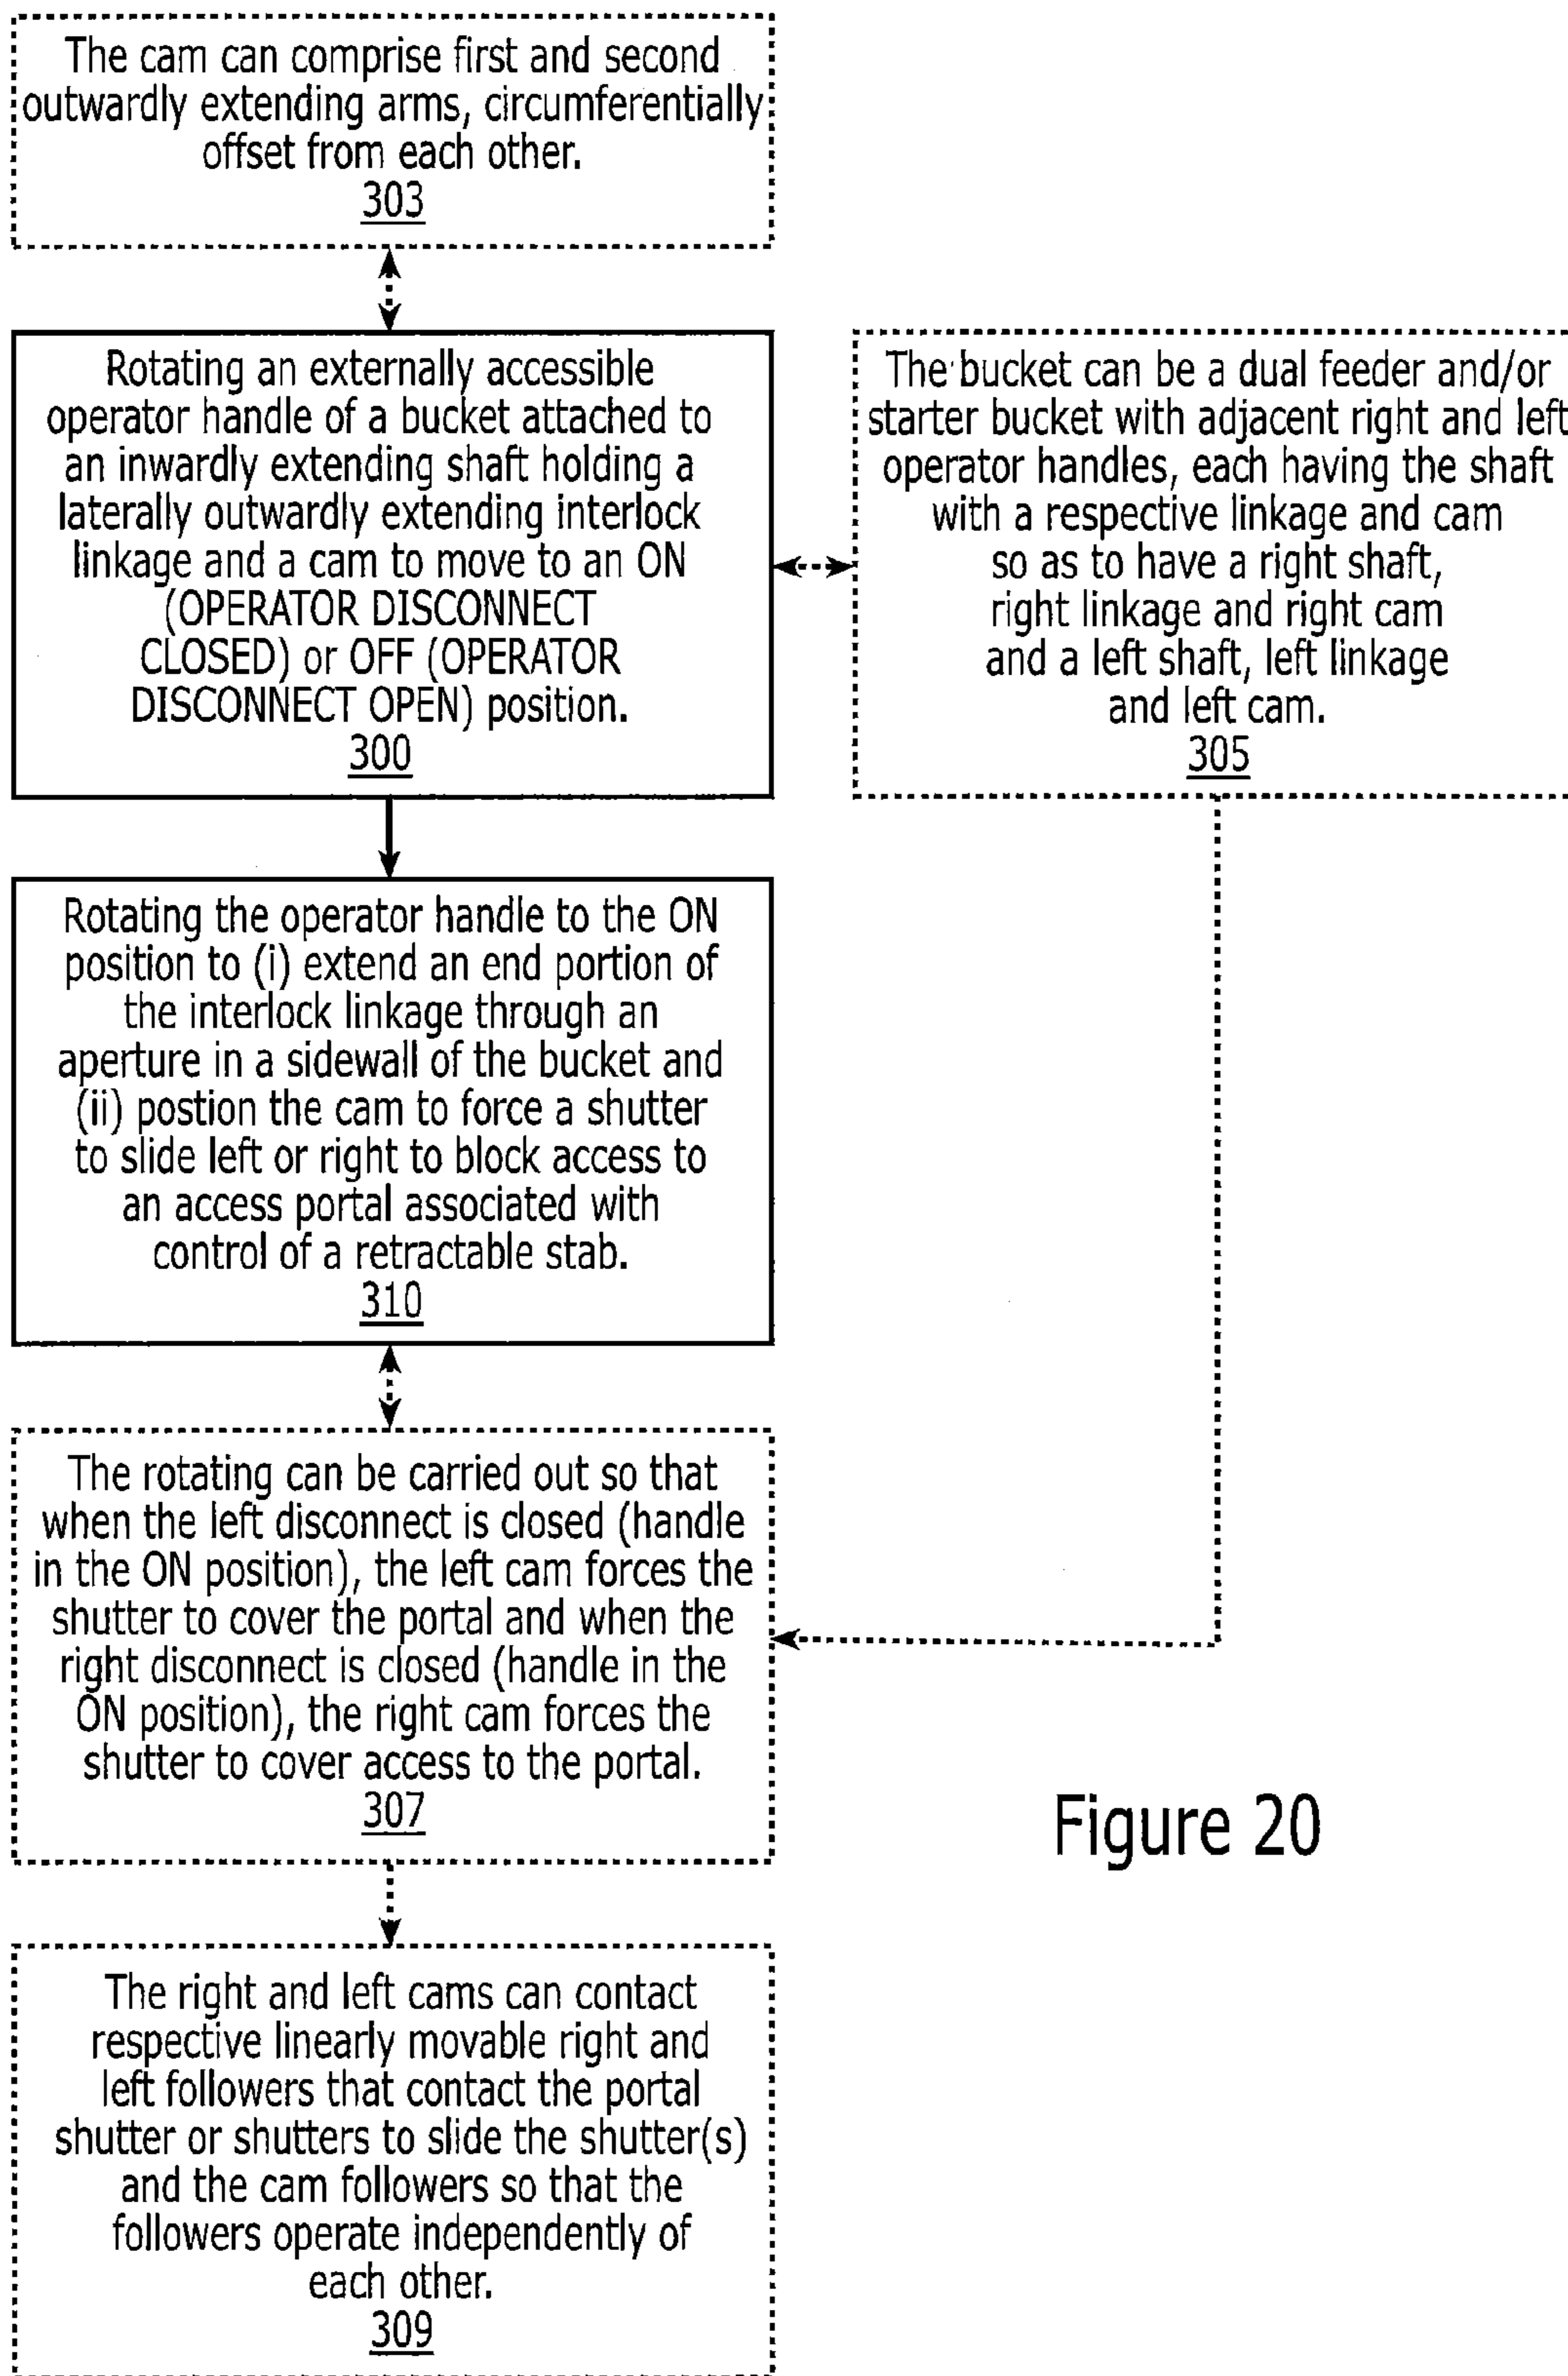 The cam can comprise first and second
outwardly extending arms, circumferentially
offset from each other.
303
Rotating an externally accessible
operator handle of a bucket attached to
an inwardly extending shaft holding a
laterally outwardly extending interlock
linkage and a cam to move to an ON
(OPERATOR DISCONNECT
CLOSED) or OFF (OPERATOR
DISCONNECT OPEN) position.
300
The bucket can be a dual feeder and/or
starter bucket with adjacent right and left
operator handles, each having the shaft
with a respective linkage and cam
so as to have a right shaft,
right linkage and right cam
and a left shaft, left linkage
and left cam.
305
Rotating the operator handle to the ON
position to (i) extend an end portion of
the interlock linkage through an
aperture in a sidewall of the bucket and
(ii) postion the cam to force a shutter
to slide left or right to block access to
an access portal associated with
control of a retractable stab.
310
The rotating can be carried out so that
when the left disconnect is closed (handle
in the ON position), the left cam forces the
shutter to cover the portal and when the
right disconnect is closed (handle in the
ON position), the right cam forces the
shutter to cover access to the portal.
307
The right and left cams can contact
respective linearly movable right and
left followers that contact the portal
shutter or shutters to slide the shutter(s)
and the cam followers so that the
followers operate independently of
each other.
309
Figure 20